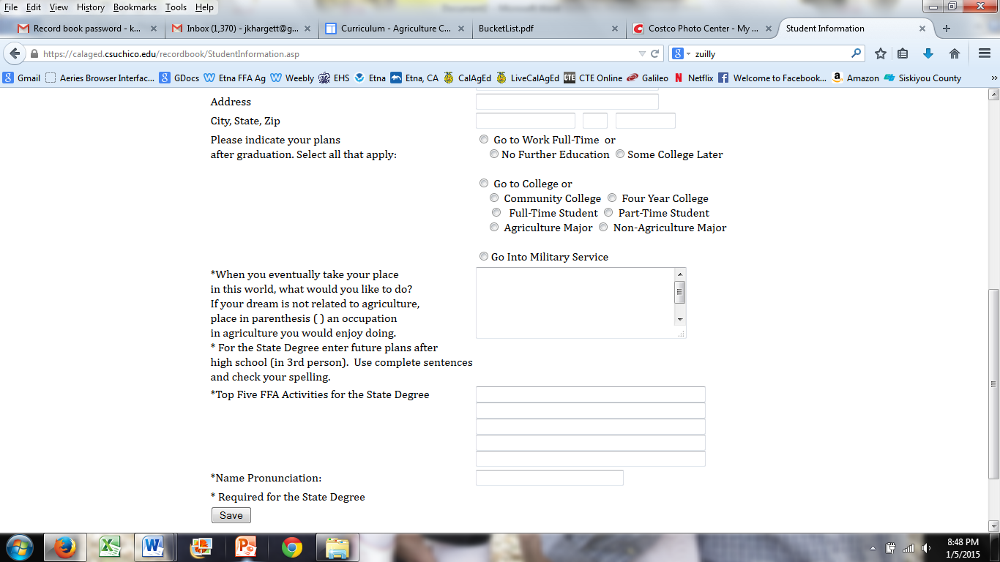 File Edit View History Bookmarks Tools Help
Record book password - k... × Inbox (1,370) - jkhargett@g... × Curriculum - Agriculture C... × BucketList.pdf × Costco Photo Center - My ... × Student Information × +
https://calaged.csuchico.edu/recordbook/StudentInformation.asp zuilly
Gmail Aeries Browser Interfac... GDocs Etna FFA Ag Weebly EHS Etna Etna, CA CalAgEd LiveCalAgEd CTE Online Galileo Netflix Welcome to Facebook... Amazon Siskiyou County »
Address
City, State, Zip
Please indicate your plans Go to Work Full-Time or
after graduation. Select all that apply: No Further Education Some College Later
Go to College or
Community College Four Year College
Full-Time Student Part-Time Student
Agriculture Major Non-Agriculture Major
Go Into Military Service
*When you eventually take your place
in this world, what would you like to do?
If your dream is not related to agriculture,
place in parenthesis ( ) an occupation
in agriculture you would enjoy doing.
* For the State Degree enter future plans after
high school (in 3rd person). Use complete sentences
and check your spelling.
*Top Five FFA Activities for the State Degree
*Name Pronunciation:
* Required for the State Degree
Save
8:48 PM
1/5/2015